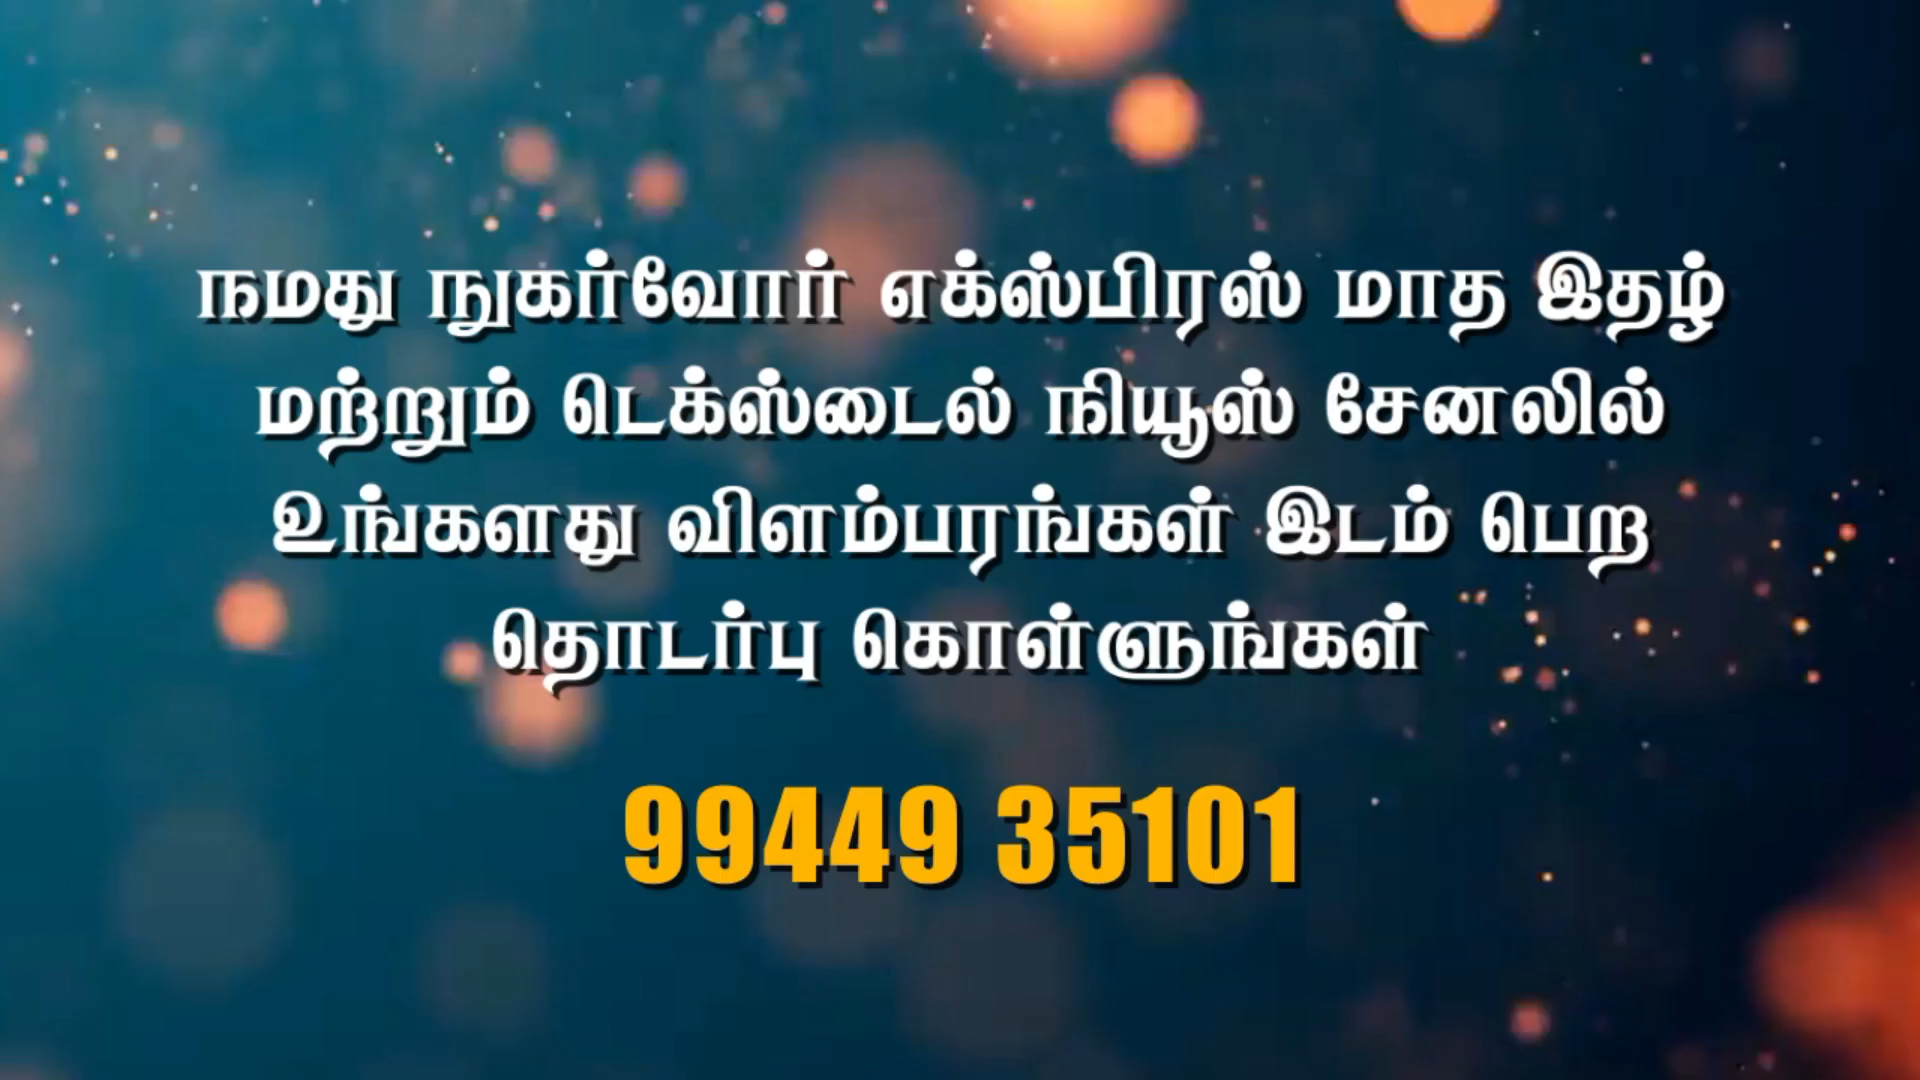 நமது நுகர்வோர் எக்ஸ்பிரஸ் மாத இதழ்
மற்றும் டெக்ஸ்டைல் நியூஸ் சேனலில்
உங்களது விளம்பரங்கள் இடம் பெற
தொடர்பு கொள்ளுங்கள்
99449 35101